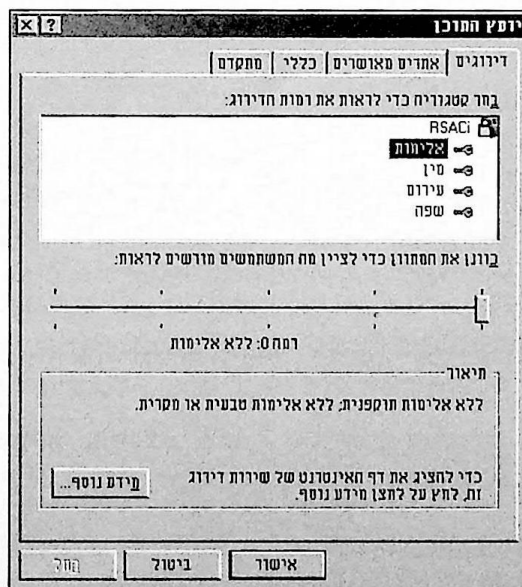 יועץ התוכן
דירוגים אתרים מאושרים כללי מתקדם
בחר קטגוריה כדי לראות את רמות הדירוג:
RSACi
אלימות
מין
עירום
שפה
כוונן את המחוון כדי לציין מה המשתמשים מורשים לראות:
רמה 0: ללא אלימות
תיאור
ללא אלימות תוקפנית; ללא אלימות טבעית או מקרית.
כדי להציג את דף האינטרנט של שירות דירוג
זה, לחץ על לחצן מידע נוסף.
מידע נוסף...
אישור ביטול החל